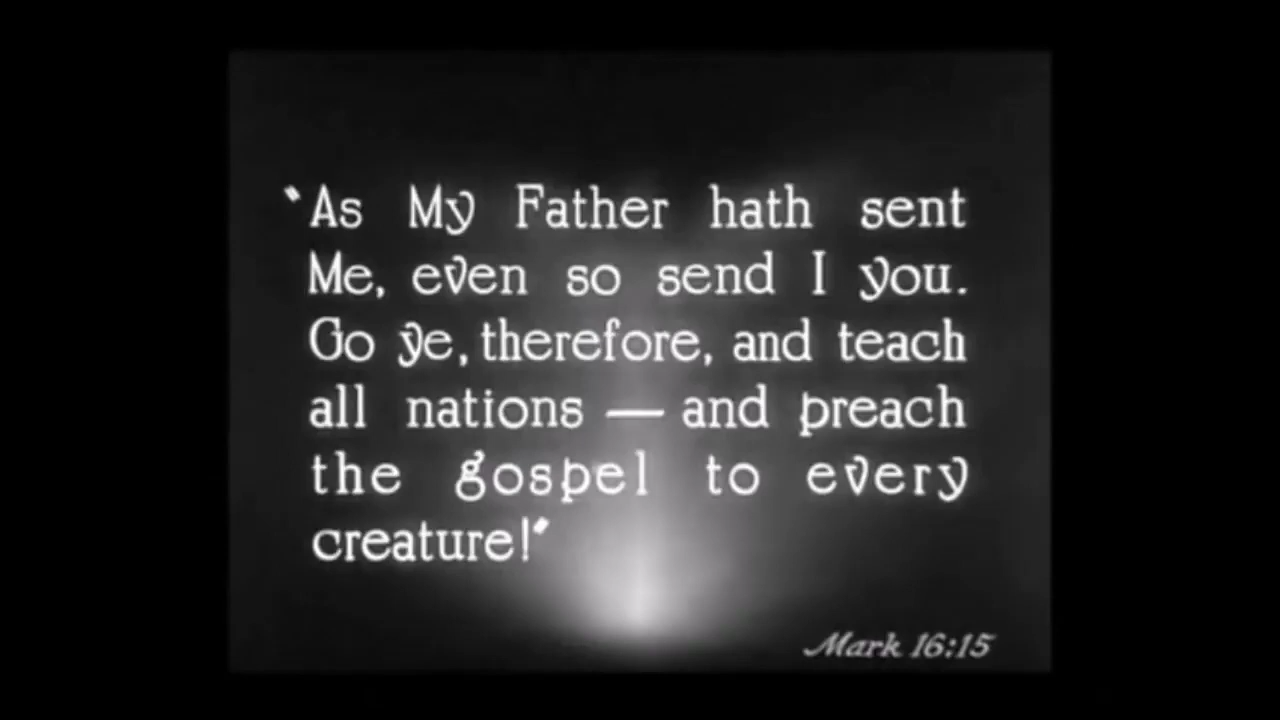 "As My Father hath sent
Me, even so send I you.
Go ye, therefore, and teach
all nations — and preach
the gospel to every
creature!"
Mark 16:15